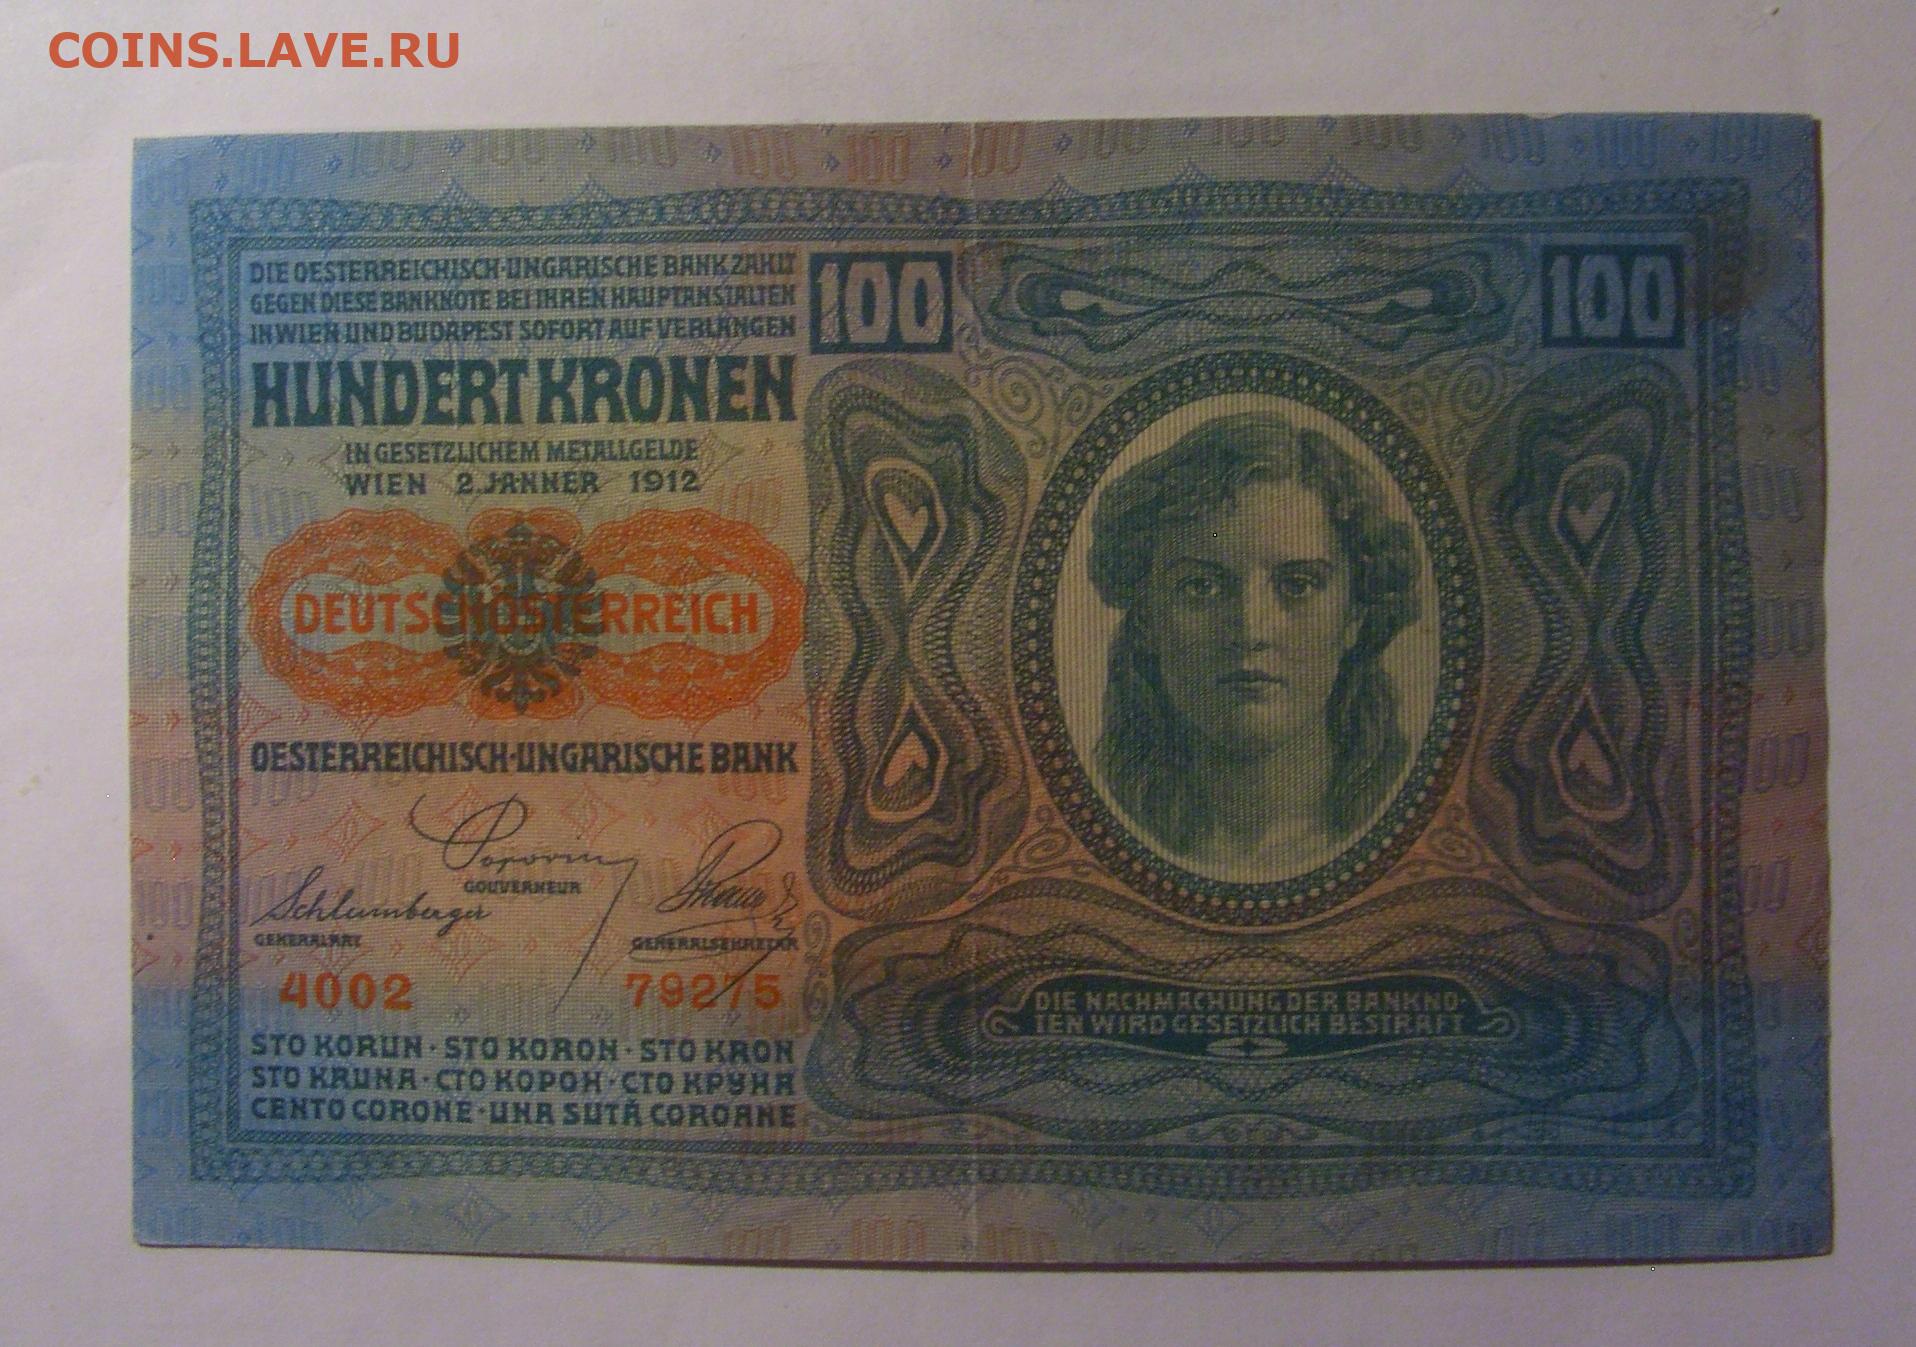 COINS.LAVE.RU
DIE OESTERREICHISCH-UNGARISCHE BANK ZAHLT
GEGEN DIESE BANKNOTE BEI IHREN HAUPTANSTALTEN
IN WIEN UND BUDAPEST SOFORT AUF VERLANGEN
HUNDERT KRONEN
IN GESETZLICHEM METALLGELDE
WIEN 2. JÄNNER 1912
DEUTSCHÖSTERREICH
OESTERREICHISCH-UNGARISCHE BANK
Popovics
GOUVERNEUR
Schlumberger
GENERALRAT
GENERALSEKRETÄR
4002 79275
STO KORUN · STO KORON · STO KRON
STO KRUNA · СТО КОРОН · СТО КРУНА
CENTO CORONE · UNA SUTĂ COROANE
100
100
DIE NACHMACHUNG DER BANKNO-
TEN WIRD GESETZLICH BESTRAFT